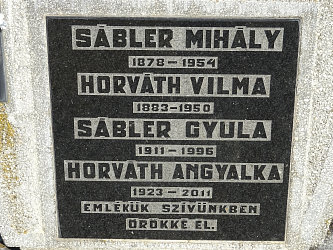 SÁBLER MIHÁLY
1878-1954
HORVÁTH VILMA
1883-1950
SÁBLER GYULA
1911-1996
HORVÁTH ANGYALKA
1923-2011
EMLÉKÜK SZÍVÜNKBEN
ÖRÖKKÉ ÉL.